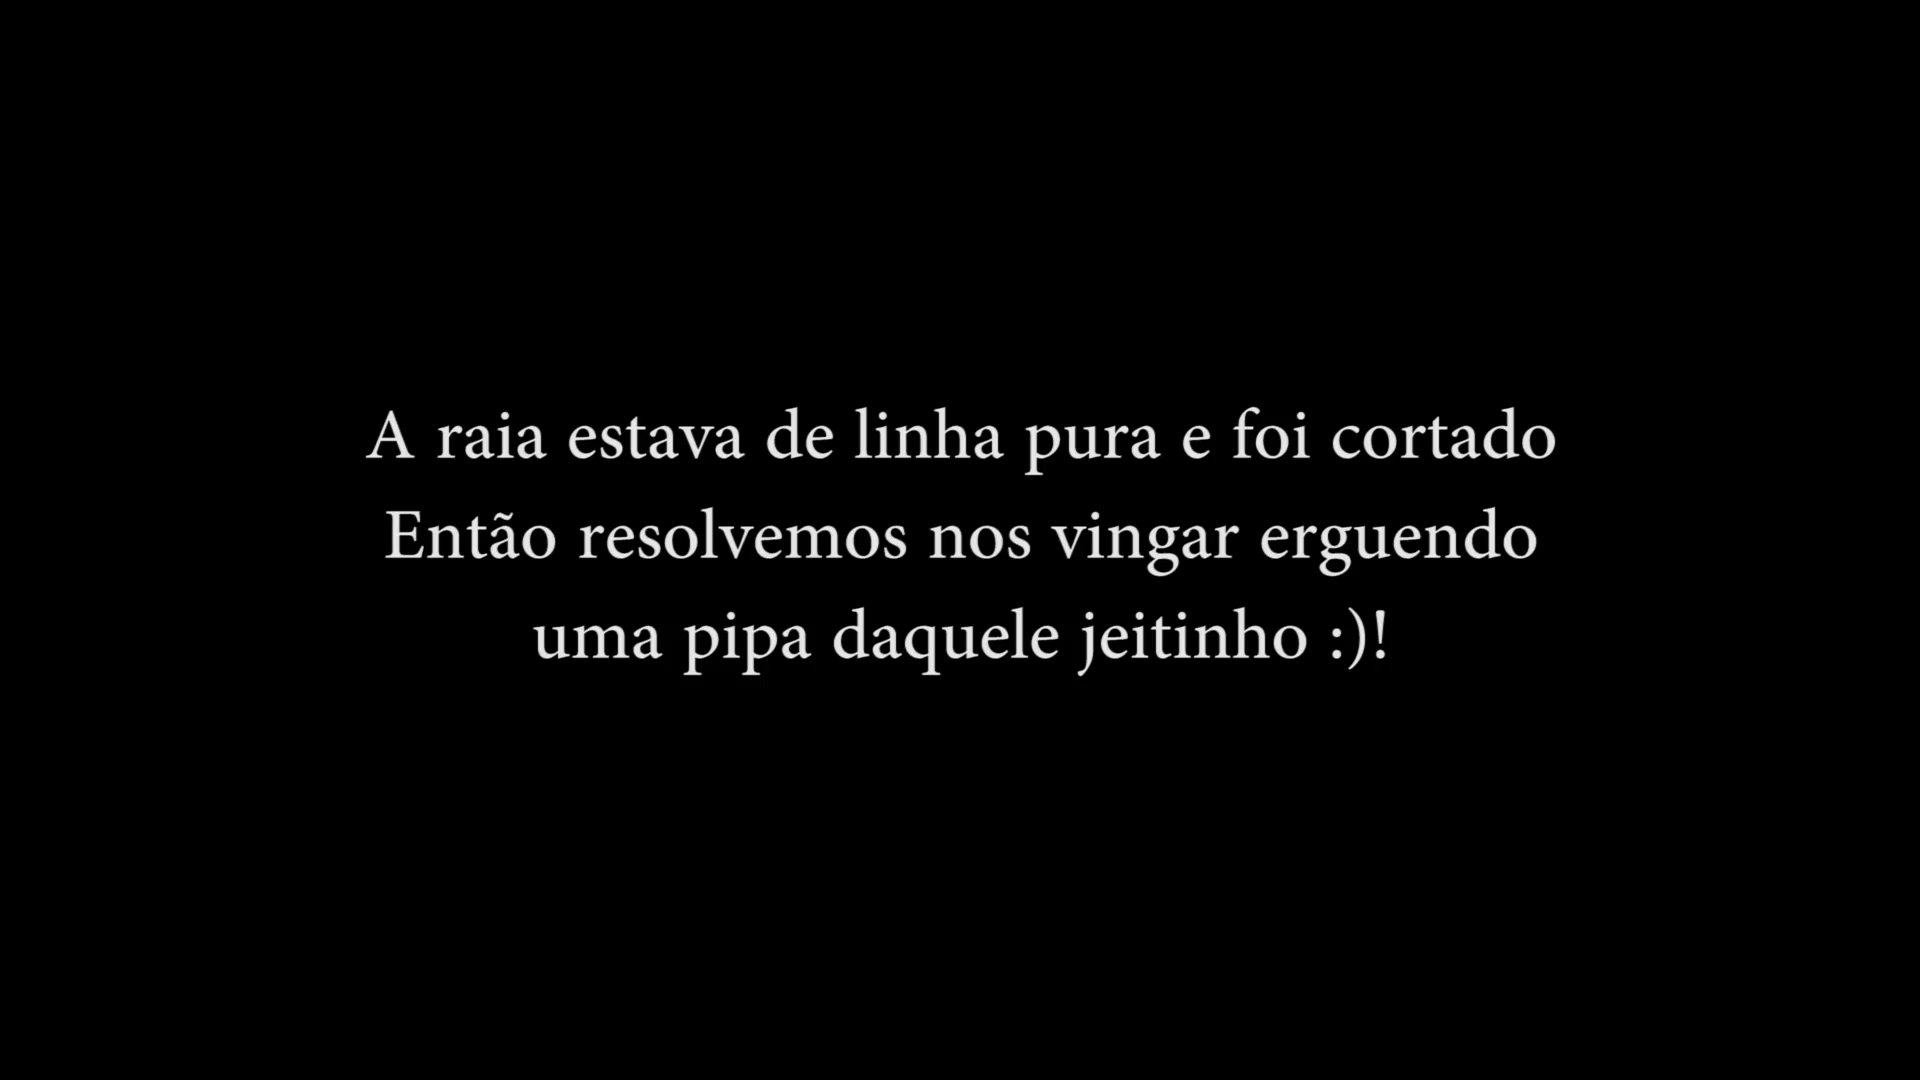 A raia estava de linha pura e foi cortado
Então resolvemos nos vingar erguendo
uma pipa daquele jeitinho :)!